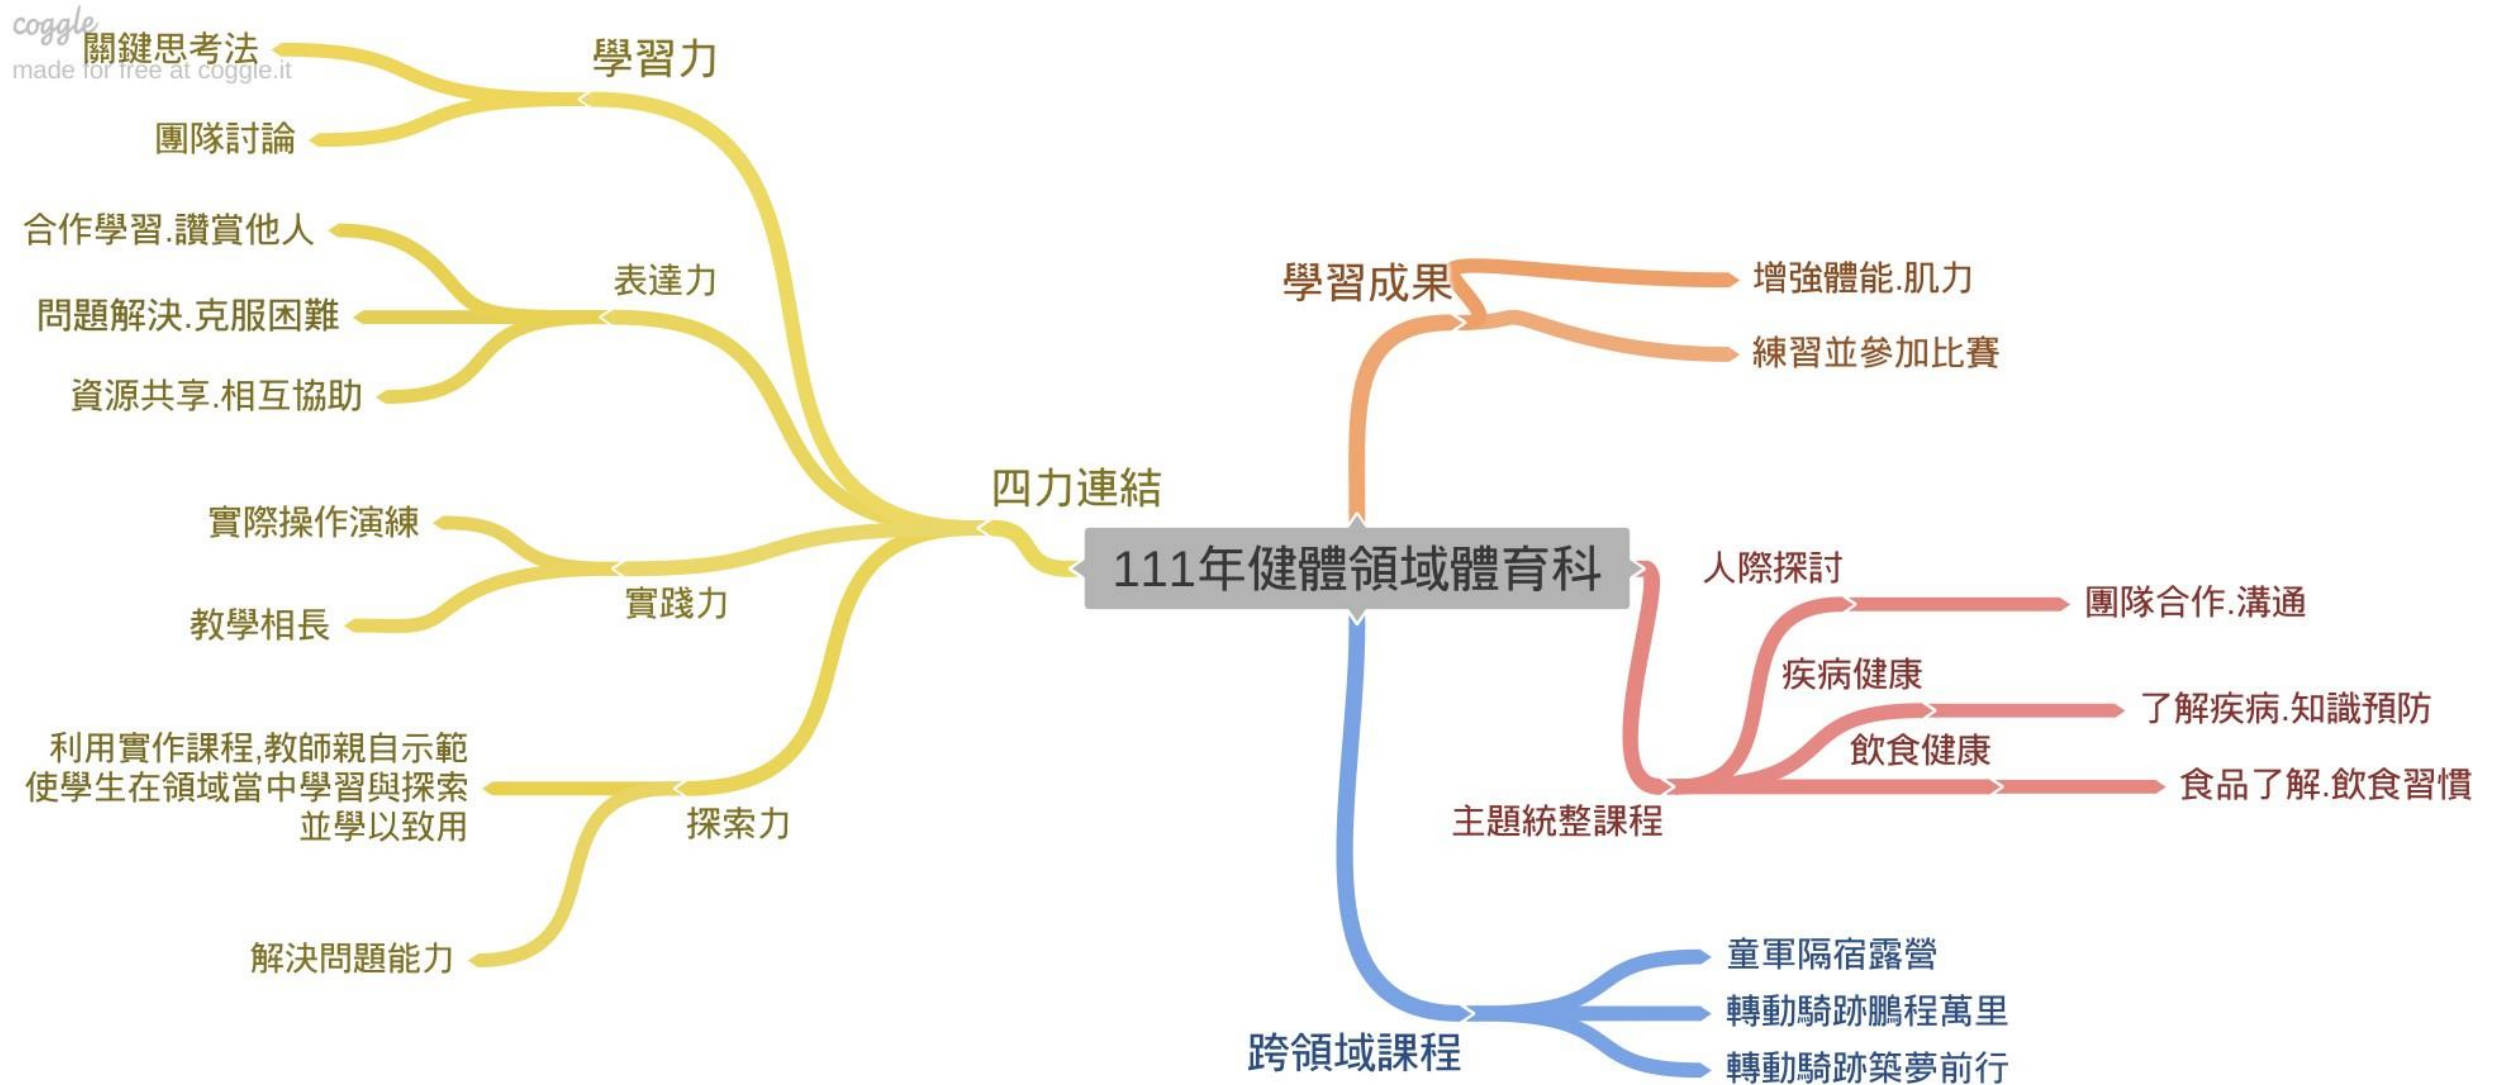 coggle
made for free at coggle.it
學習力
關鍵思考法
團隊討論
表達力
合作學習.讚賞他人
問題解決.克服困難
資源共享.相互協助
四力連結
實踐力
實際操作演練
教學相長
探索力
利用實作課程,教師親自示範
使學生在領域當中學習與探索
並學以致用
解決問題能力
111年健體領域體育科
學習成果
增強體能.肌力
練習並參加比賽
主題統整課程
人際探討
團隊合作.溝通
疾病健康
了解疾病.知識預防
飲食健康
食品了解.飲食習慣
跨領域課程
童軍隔宿露營
轉動騎跡鵬程萬里
轉動騎跡築夢前行